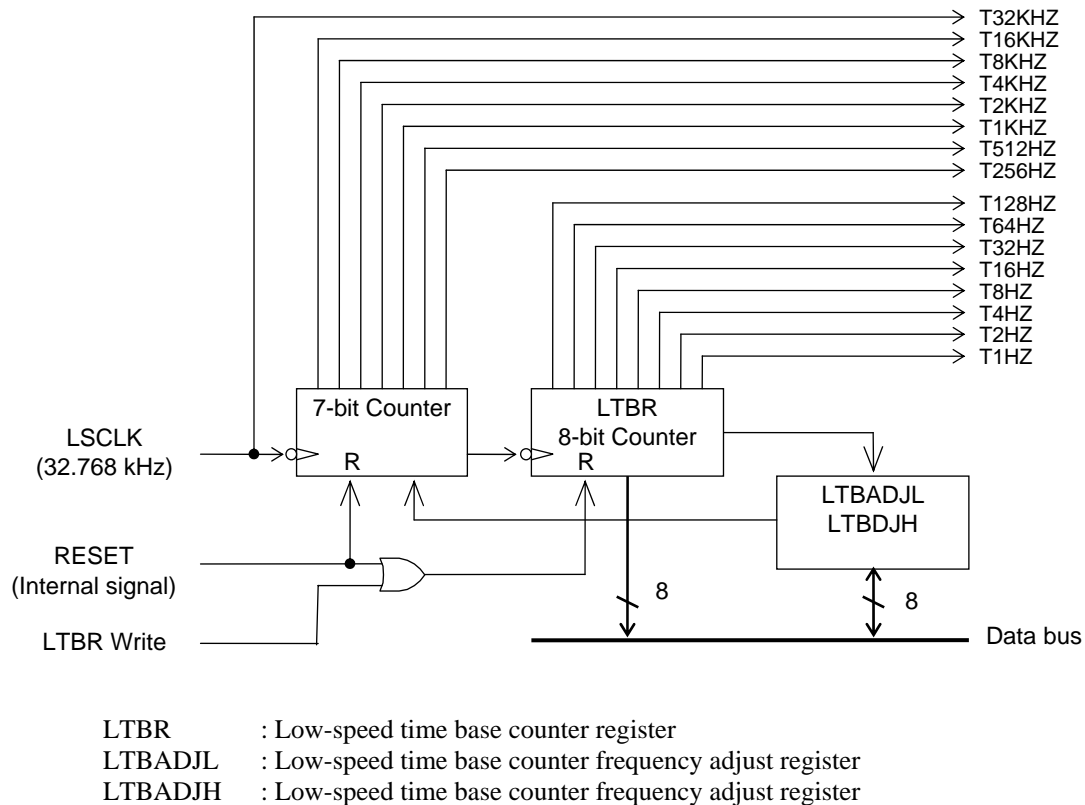 T32KHZ
T16KHZ
T8KHZ
T4KHZ
T2KHZ
T1KHZ
T512HZ
T256HZ
T128HZ
T64HZ
T32HZ
T16HZ
T8HZ
T4HZ
T2HZ
T1HZ
7-bit Counter
R
LTBR
8-bit Counter
R
LSCLK
(32.768 kHz)
LTBADJL
LTBDJH
RESET
(Internal signal)
8
8
LTBR Write
Data bus
LTBR : Low-speed time base counter register
LTBADJL : Low-speed time base counter frequency adjust register
LTBADJH : Low-speed time base counter frequency adjust register